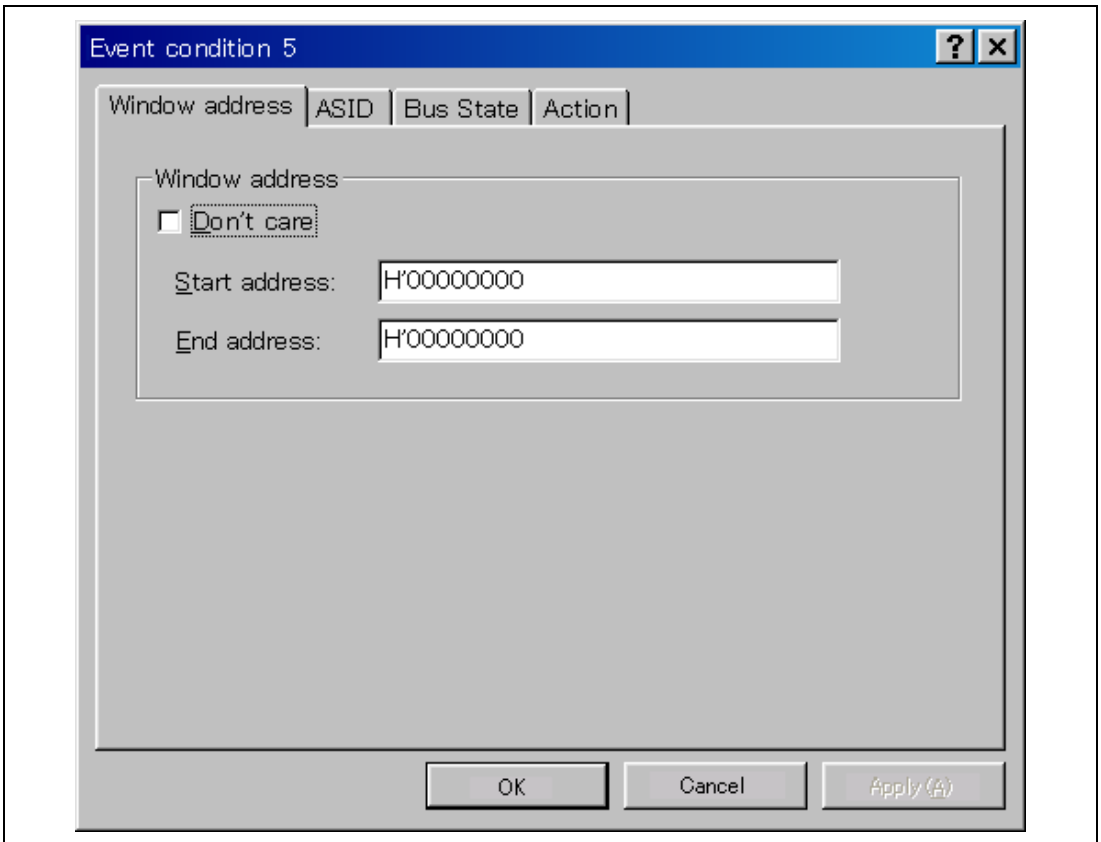 Event condition 5
Window address ASID Bus State Action
Window address
Don't care
Start address: H'00000000
End address: H'00000000
OK Cancel Apply(A)